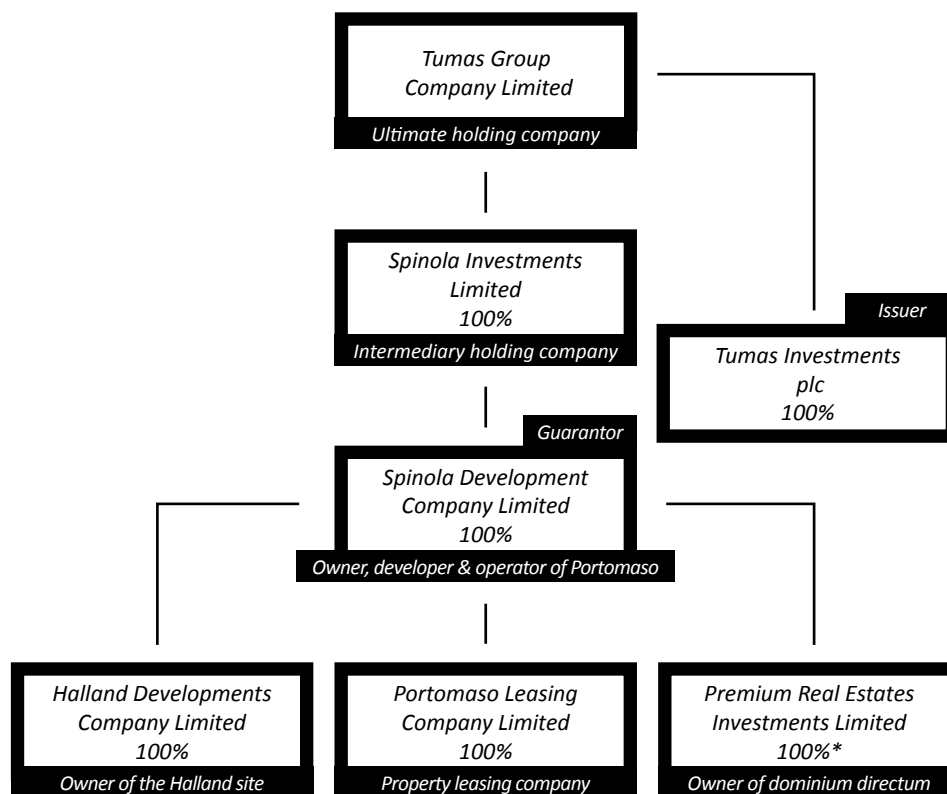 Tumas Group
Company Limited
Ultimate holding company
Spinola Investments
Limited
100%
Intermediary holding company
Issuer
Tumas Investments
plc
100%
Guarantor
Spinola Development
Company Limited
100%
Owner, developer & operator of Portomaso
Halland Developments
Company Limited
100%
Owner of the Halland site
Portomaso Leasing
Company Limited
100%
Property leasing company
Premium Real Estates
Investments Limited
100%*
Owner of dominium directum